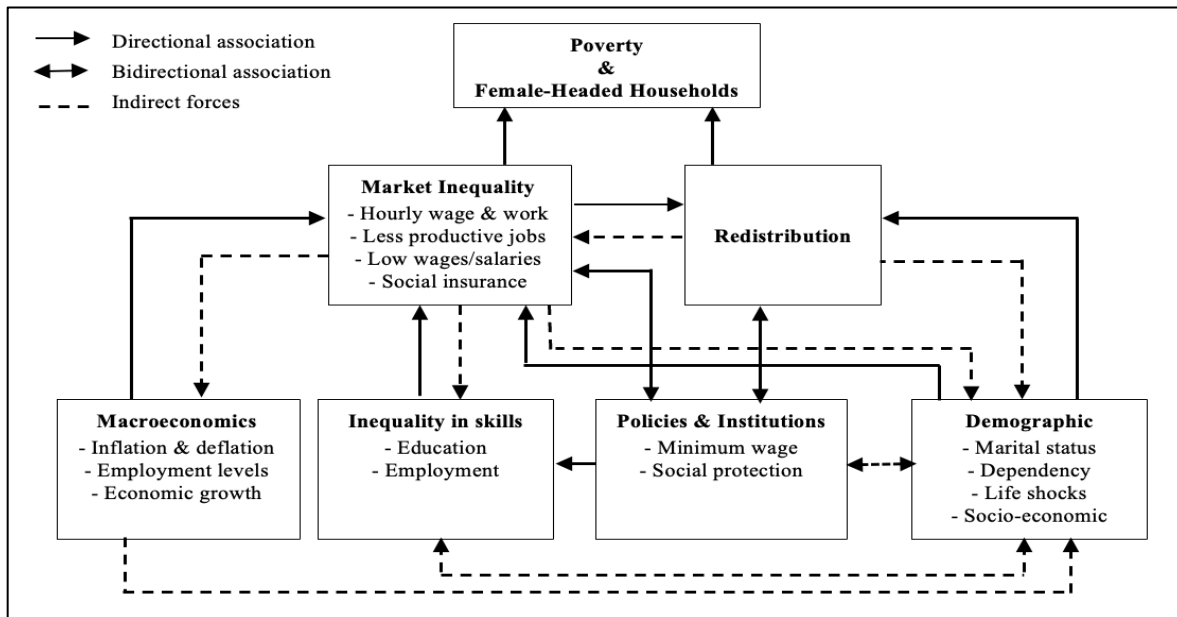 Directional association
Bidirectional association
Indirect forces
Poverty
&
Female-Headed Households
Market Inequality
- Hourly wage & work
- Less productive jobs
- Low wages/salaries
- Social insurance
Redistribution
Macroeconomics
- Inflation & deflation
- Employment levels
- Economic growth
Inequality in skills
- Education
- Employment
Policies & Institutions
- Minimum wage
- Social protection
Demographic
- Marital status
- Dependency
- Life shocks
- Socio-economic